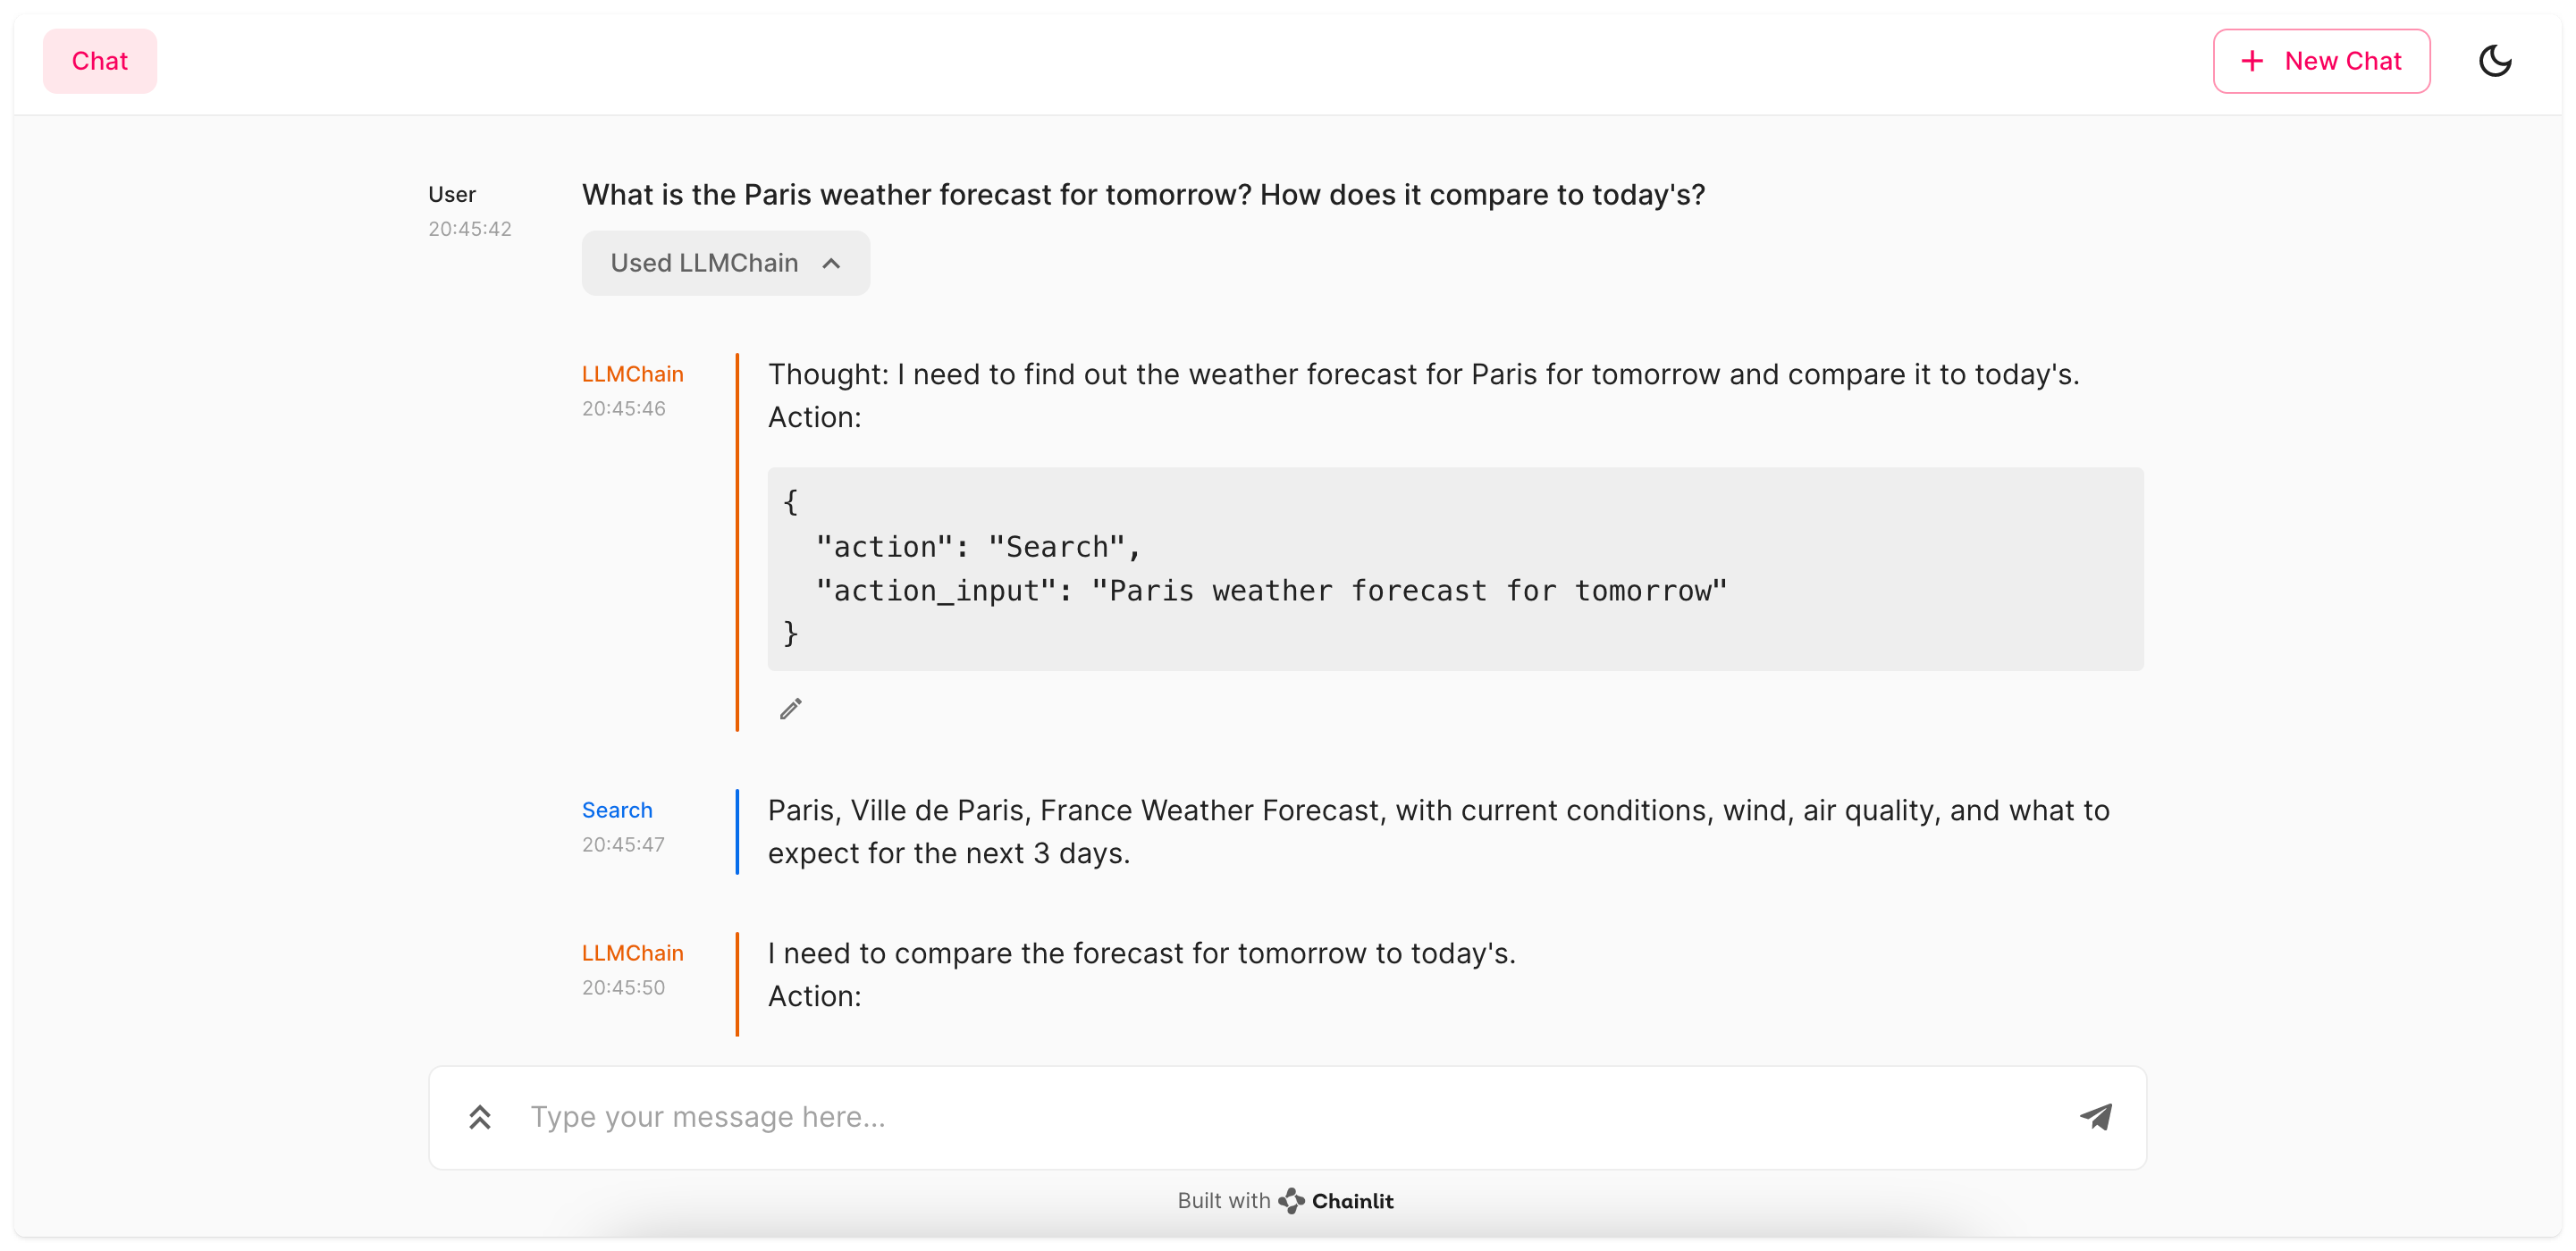 Chat
+ New Chat
User
20:45:42
What is the Paris weather forecast for tomorrow? How does it compare to today's?
Used LLMChain
LLMChain
20:45:46
Thought: I need to find out the weather forecast for Paris for tomorrow and compare it to today's.
Action:
{
  "action": "Search",
  "action_input": "Paris weather forecast for tomorrow"
}
Search
20:45:47
Paris, Ville de Paris, France Weather Forecast, with current conditions, wind, air quality, and what to
expect for the next 3 days.
LLMChain
20:45:50
I need to compare the forecast for tomorrow to today's.
Action:
Type your message here...
Built with Chainlit